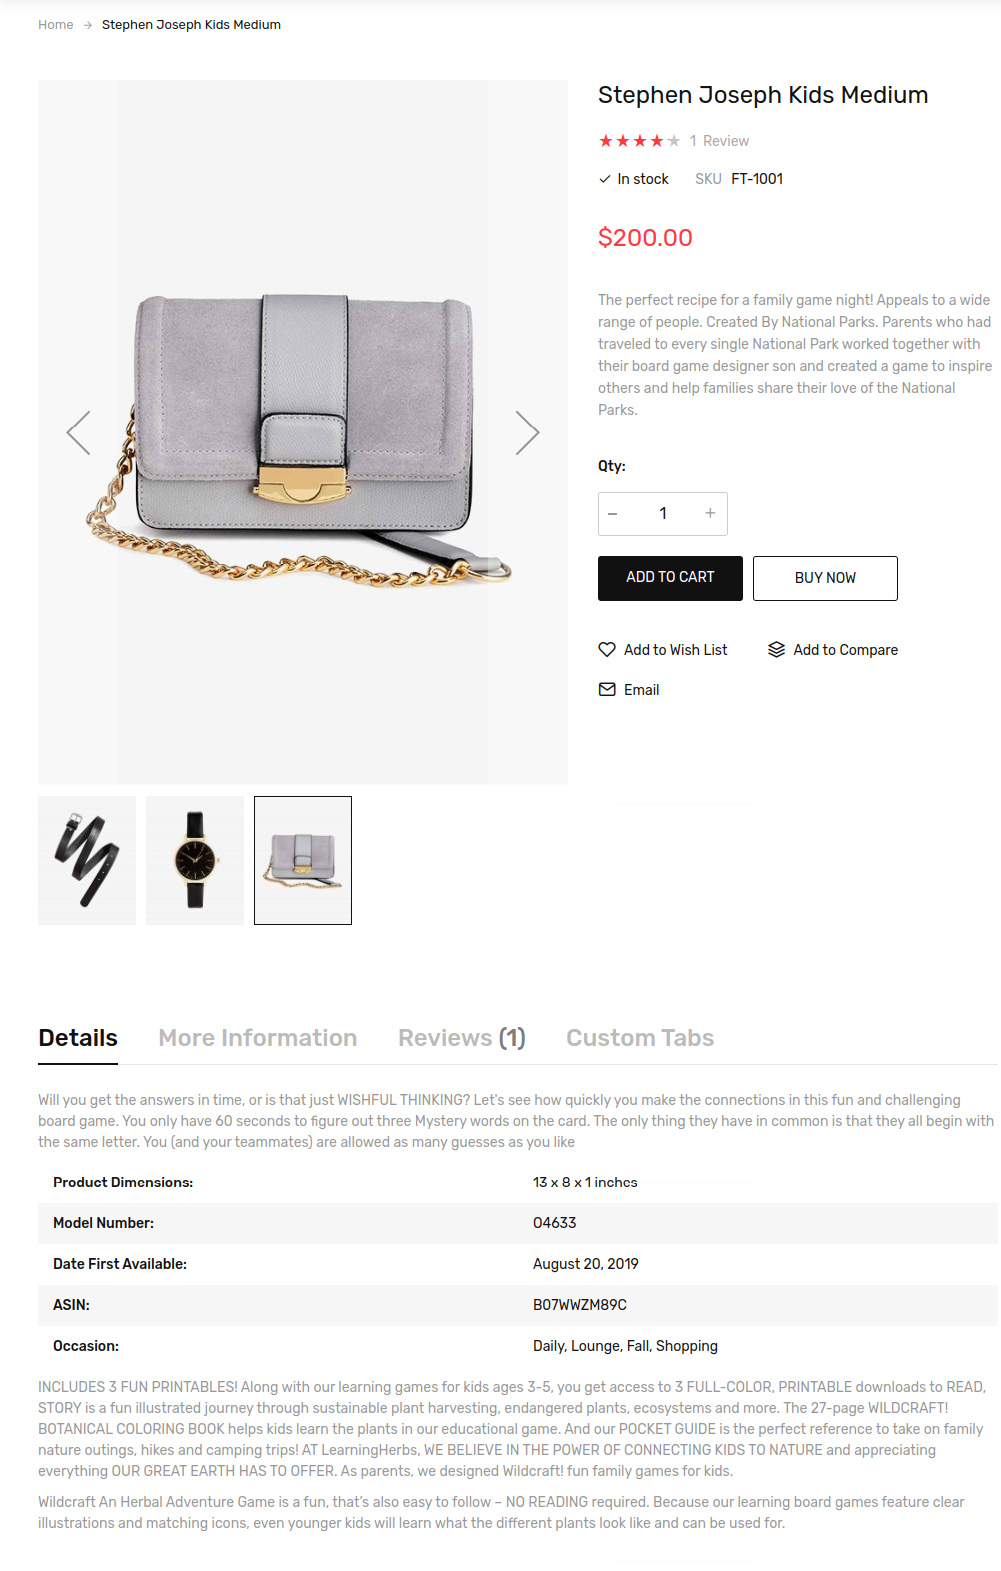 Home → Stephen Joseph Kids Medium
Stephen Joseph Kids Medium
1 Review
In stock SKU FT-1001
$200.00
The perfect recipe for a family game night! Appeals to a wide
range of people. Created By National Parks. Parents who had
traveled to every single National Park worked together with
their board game designer son and created a game to inspire
others and help families share their love of the National
Parks.
Qty:
− 1 +
ADD TO CART BUY NOW
Add to Wish List Add to Compare
Email
Details More Information Reviews (1) Custom Tabs
Will you get the answers in time, or is that just WISHFUL THINKING? Let's see how quickly you make the connections in this fun and challenging
board game. You only have 60 seconds to figure out three Mystery words on the card. The only thing they have in common is that they all begin with
the same letter. You (and your teammates) are allowed as many guesses as you like
Product Dimensions: 13 x 8 x 1 inches
Model Number: 04633
Date First Available: August 20, 2019
ASIN: B07WWZM89C
Occasion: Daily, Lounge, Fall, Shopping
INCLUDES 3 FUN PRINTABLES! Along with our learning games for kids ages 3-5, you get access to 3 FULL-COLOR, PRINTABLE downloads to READ,
STORY is a fun illustrated journey through sustainable plant harvesting, endangered plants, ecosystems and more. The 27-page WILDCRAFT!
BOTANICAL COLORING BOOK helps kids learn the plants in our educational game. And our POCKET GUIDE is the perfect reference to take on family
nature outings, hikes and camping trips! AT LearningHerbs, WE BELIEVE IN THE POWER OF CONNECTING KIDS TO NATURE and appreciating
everything OUR GREAT EARTH HAS TO OFFER. As parents, we designed Wildcraft! fun family games for kids.
Wildcraft An Herbal Adventure Game is a fun, that's also easy to follow – NO READING required. Because our learning board games feature clear
illustrations and matching icons, even younger kids will learn what the different plants look like and can be used for.